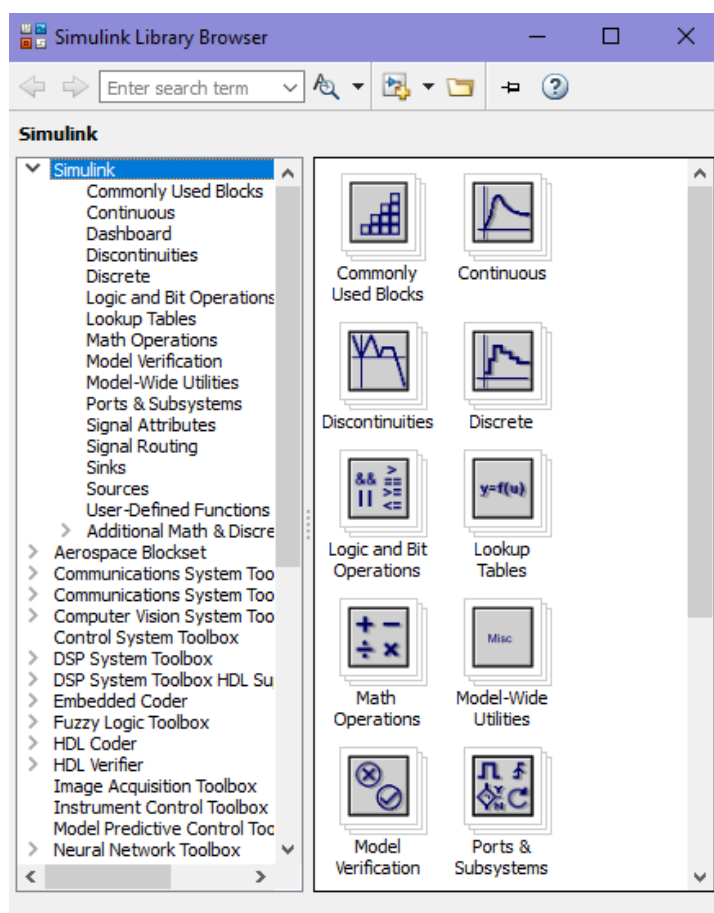 Simulink Library Browser
Enter search term
Simulink
Simulink
Commonly Used Blocks
Continuous
Dashboard
Discontinuities
Discrete
Logic and Bit Operations
Lookup Tables
Math Operations
Model Verification
Model-Wide Utilities
Ports & Subsystems
Signal Attributes
Signal Routing
Sinks
Sources
User-Defined Functions
Additional Math & Discre
Aerospace Blockset
Communications System Too
Communications System Too
Computer Vision System Too
Control System Toolbox
DSP System Toolbox
DSP System Toolbox HDL Su
Embedded Coder
Fuzzy Logic Toolbox
HDL Coder
HDL Verifier
Image Acquisition Toolbox
Instrument Control Toolbox
Model Predictive Control Too
Neural Network Toolbox
Commonly
Used Blocks
Continuous
Discontinuities
Discrete
&& >
==
|| >=
<=
Logic and Bit
Operations
y=f(u)
Lookup
Tables
+ −
÷ ×
Math
Operations
Misc
Model-Wide
Utilities
Model
Verification
Y
N
Ports &
Subsystems